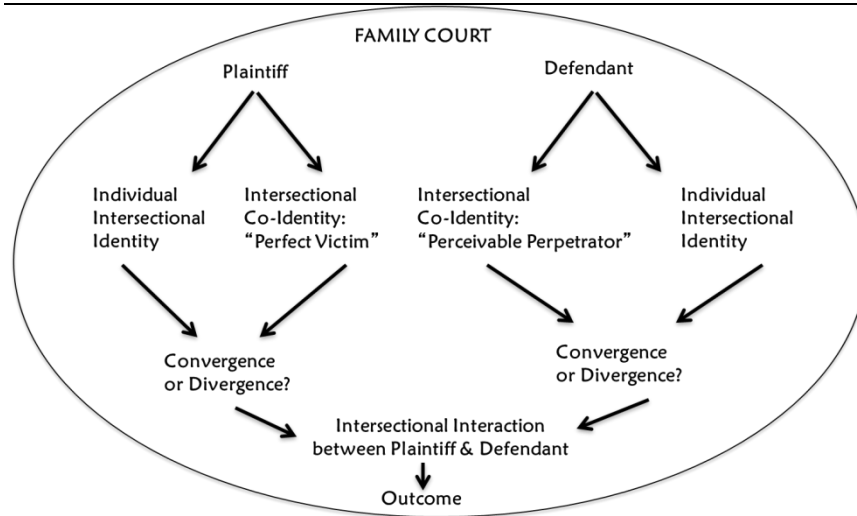 FAMILY COURT
Plaintiff
Defendant
Individual
Intersectional
Identity
Intersectional
Co-Identity:
“Perfect Victim”
Intersectional
Co-Identity:
“Perceivable Perpetrator”
Individual
Intersectional
Identity
Convergence
or Divergence?
Convergence
or Divergence?
Intersectional Interaction
between Plaintiff & Defendant
Outcome